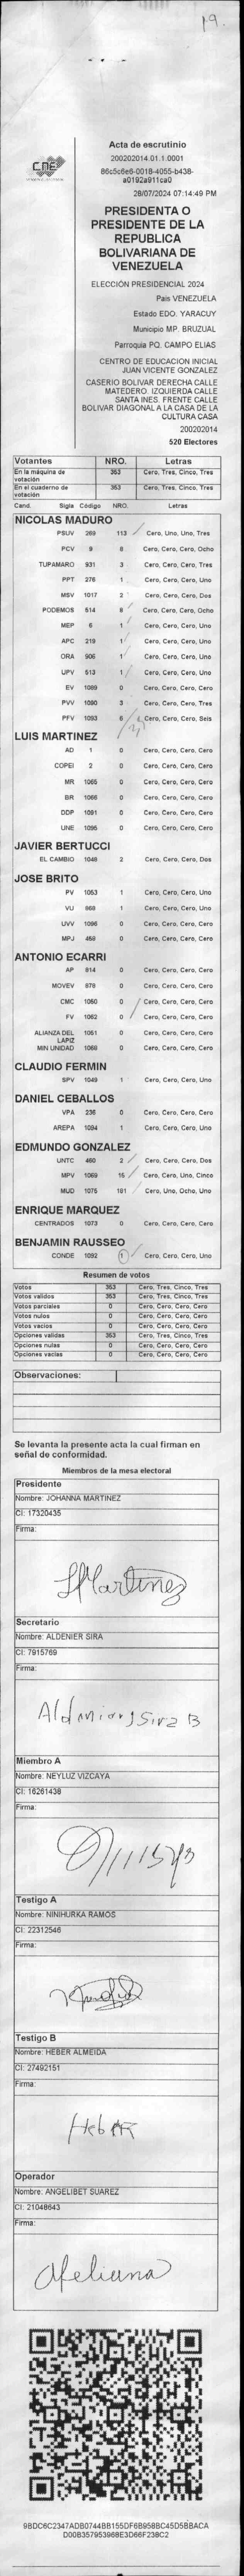 19.
CNE
Acta de escrutinio
200202014.01.1.0001
86c5c6e6-0018-4055-b438-
a0192a911ca0
28/07/2024 07:14:49 PM
PRESIDENTA O
PRESIDENTE DE LA
REPUBLICA
BOLIVARIANA DE
VENEZUELA
ELECCIÓN PRESIDENCIAL 2024
Pais VENEZUELA
Estado EDO. YARACUY
Municipio MP. BRUZUAL
Parroquia PQ. CAMPO ELIAS
CENTRO DE EDUCACION INICIAL
JUAN VICENTE GONZALEZ
CASERIO BOLIVAR DERECHA CALLE
MATEDERO. IZQUIERDA CALLE
SANTA INES. FRENTE CALLE
BOLIVAR DIAGONAL A LA CASA DE LA
CULTURA CASA
200202014
520 Electores
Votantes NRO. Letras
En la máquina de votación 353 Cero, Tres, Cinco, Tres
En el cuaderno de votación 353 Cero, Tres, Cinco, Tres
Cand. Sigla Código NRO. Letras
NICOLAS MADURO
PSUV 269 113 Cero, Uno, Uno, Tres
PCV 9 8 Cero, Cero, Cero, Ocho
TUPAMARO 931 3 Cero, Cero, Cero, Tres
PPT 276 1 Cero, Cero, Cero, Uno
MSV 1017 2 Cero, Cero, Cero, Dos
PODEMOS 514 8 Cero, Cero, Cero, Ocho
MEP 6 1 Cero, Cero, Cero, Uno
APC 219 1 Cero, Cero, Cero, Uno
ORA 906 1 Cero, Cero, Cero, Uno
UPV 513 1 Cero, Cero, Cero, Uno
EV 1089 0 Cero, Cero, Cero, Cero
PVV 1090 3 Cero, Cero, Cero, Tres
PFV 1093 6 Cero, Cero, Cero, Seis
LUIS MARTINEZ
AD 1 0 Cero, Cero, Cero, Cero
COPEI 2 0 Cero, Cero, Cero, Cero
MR 1065 0 Cero, Cero, Cero, Cero
BR 1066 0 Cero, Cero, Cero, Cero
DDP 1091 0 Cero, Cero, Cero, Cero
UNE 1095 0 Cero, Cero, Cero, Cero
JAVIER BERTUCCI
EL CAMBIO 1048 2 Cero, Cero, Cero, Dos
JOSE BRITO
PV 1053 1 Cero, Cero, Cero, Uno
VU 868 1 Cero, Cero, Cero, Uno
UVV 1096 0 Cero, Cero, Cero, Cero
MPJ 458 0 Cero, Cero, Cero, Cero
ANTONIO ECARRI
AP 814 0 Cero, Cero, Cero, Cero
MOVEV 879 0 Cero, Cero, Cero, Cero
CMC 1050 0 Cero, Cero, Cero, Cero
FV 1062 0 Cero, Cero, Cero, Cero
ALIANZA DEL LAPIZ 1051 0 Cero, Cero, Cero, Cero
MIN UNIDAD 1068 0 Cero, Cero, Cero, Cero
CLAUDIO FERMIN
SPV 1049 1 Cero, Cero, Cero, Uno
DANIEL CEBALLOS
VPA 236 0 Cero, Cero, Cero, Cero
AREPA 1094 1 Cero, Cero, Cero, Uno
EDMUNDO GONZALEZ
UNTC 460 2 Cero, Cero, Cero, Dos
MPV 1069 15 Cero, Cero, Uno, Cinco
MUD 1075 181 Cero, Uno, Ocho, Uno
ENRIQUE MARQUEZ
CENTRADOS 1073 0 Cero, Cero, Cero, Cero
BENJAMIN RAUSSEO
CONDE 1092 1 Cero, Cero, Cero, Uno
Resumen de votos
Votos 353 Cero, Tres, Cinco, Tres
Votos validos 353 Cero, Tres, Cinco, Tres
Votos parciales 0 Cero, Cero, Cero, Cero
Votos nulos 0 Cero, Cero, Cero, Cero
Votos vacios 0 Cero, Cero, Cero, Cero
Opciones validas 353 Cero, Tres, Cinco, Tres
Opciones nulas 0 Cero, Cero, Cero, Cero
Opciones vacias 0 Cero, Cero, Cero, Cero
Observaciones:
Se levanta la presente acta la cual firman en
señal de conformidad.
Miembros de la mesa electoral
Presidente
Nombre: JOHANNA MARTINEZ
CI: 17320435
Firma:
Secretario
Nombre: ALDENIER SIRA
CI: 7915769
Firma:
Miembro A
Nombre: NEYLUZ VIZCAYA
CI: 16261438
Firma:
Testigo A
Nombre: NINIHURKA RAMOS
CI: 22312546
Firma:
Testigo B
Nombre: HEBER ALMEIDA
CI: 27492151
Firma:
Operador
Nombre: ANGELIBET SUAREZ
CI: 21048643
Firma:
9BDC6C2347ADB0744BB155DF6B958BC45D5BBACA
D00B357953968E3D66F238C2